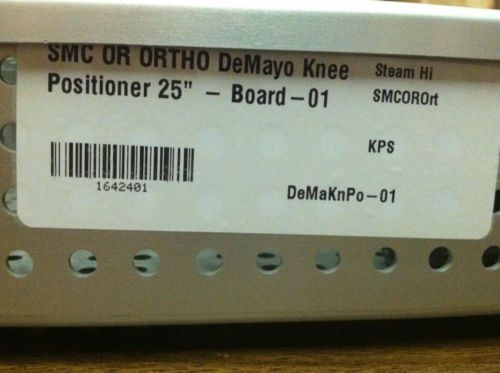 SMC OR ORTHO DeMayo Knee Steam Hi
Positioner 25" - Board-01 SMCOROrt
KPS
1642401
DeMaKnPo-01